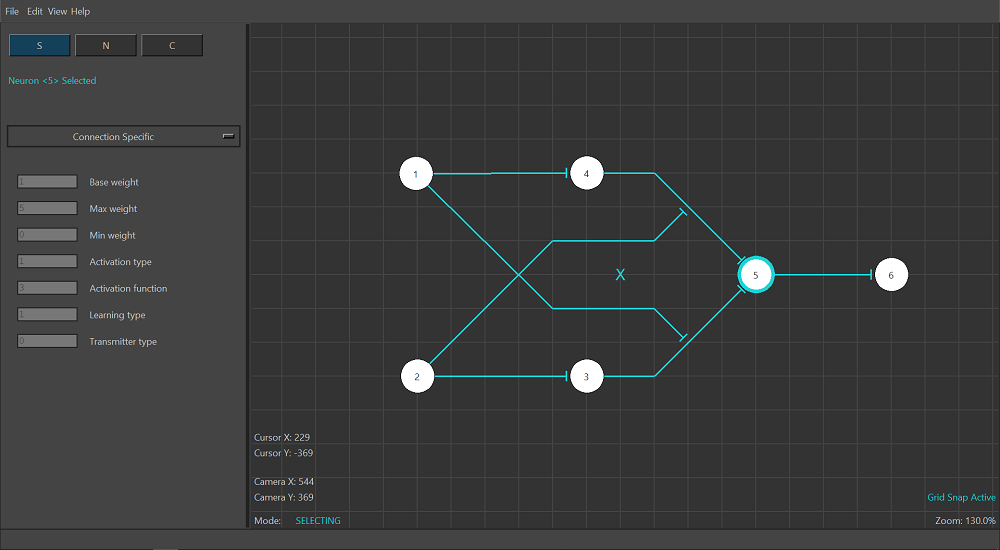 File Edit View Help
S N C
Neuron <5> Selected
Connection Specific
1 Base weight
5 Max weight
0 Min weight
1 Activation type
3 Activation function
1 Learning type
0 Transmitter type
1 4
X 5 6
2 3
Cursor X: 229
Cursor Y: -369
Camera X: 544
Camera Y: 369
Grid Snap Active
Mode: SELECTING
Zoom: 130.0%